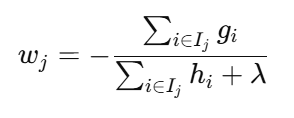 w_j = -\frac{\sum_{i \in I_j} g_i}{\sum_{i \in I_j} h_i + \lambda}